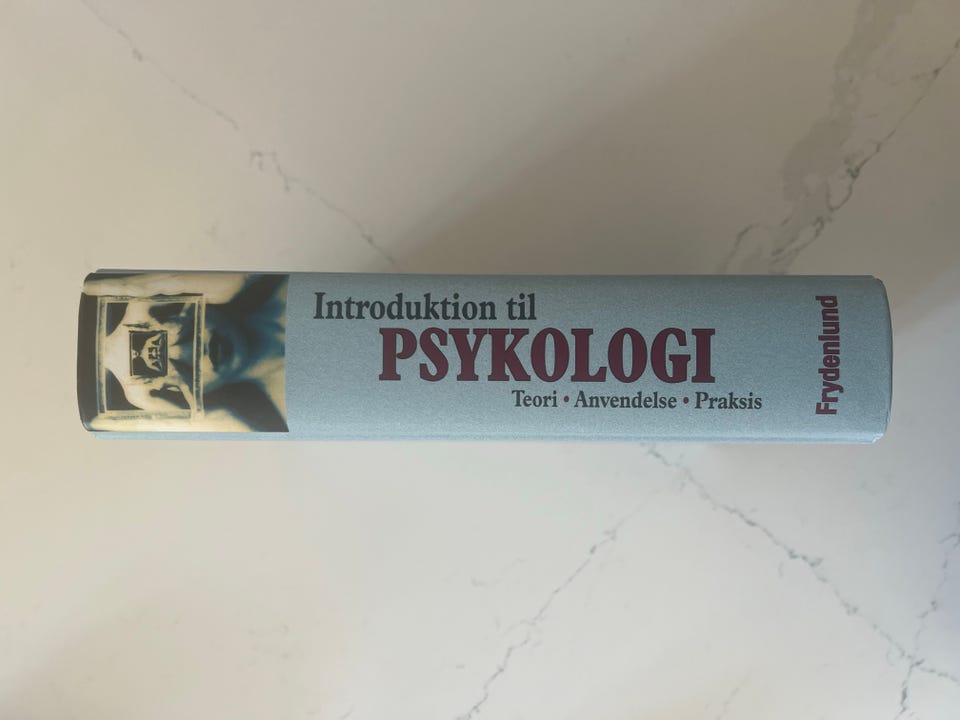 Introduktion til
PSYKOLOGI
Teori • Anvendelse • Praksis
Frydenlund